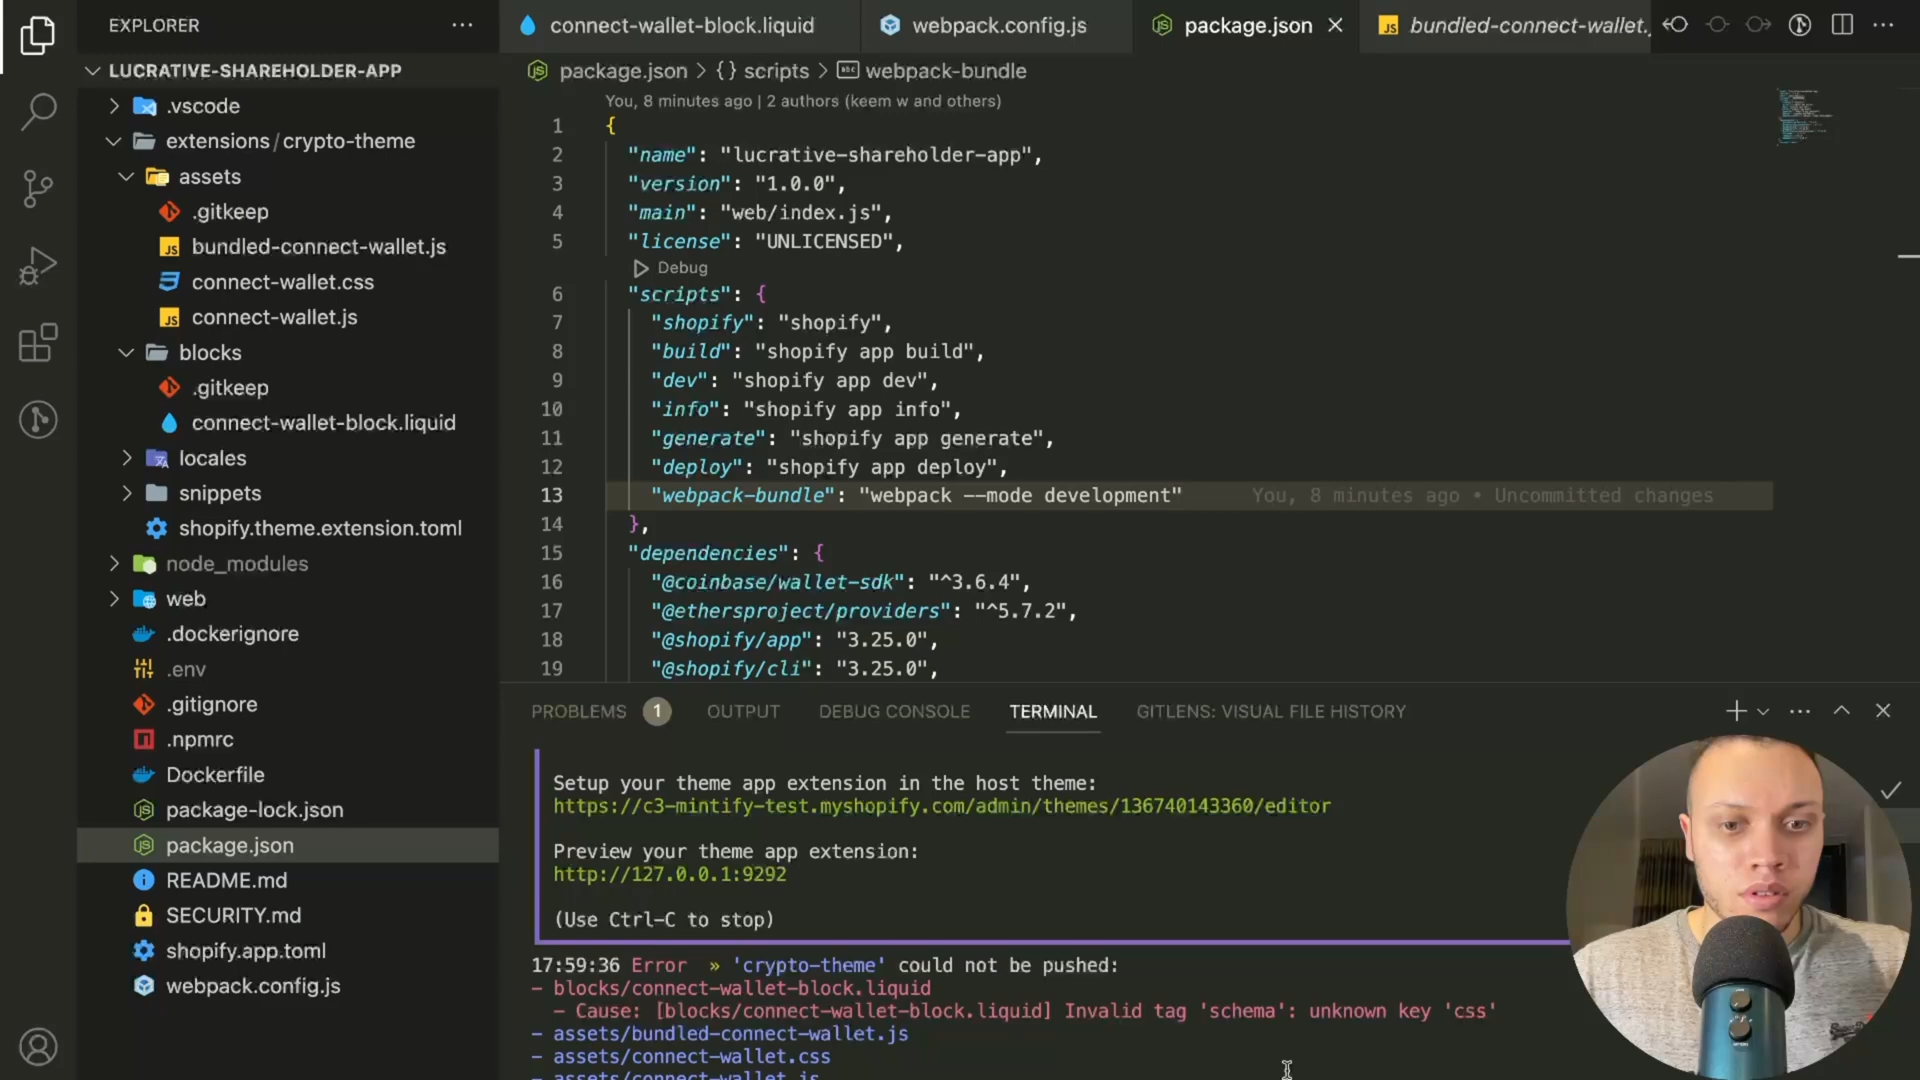 EXPLORER
LUCRATIVE-SHAREHOLDER-APP
.vscode
extensions / crypto-theme
assets
.gitkeep
bundled-connect-wallet.js
connect-wallet.css
connect-wallet.js
blocks
.gitkeep
connect-wallet-block.liquid
locales
snippets
shopify.theme.extension.toml
node_modules
web
.dockerignore
.env
.gitignore
.npmrc
Dockerfile
package-lock.json
package.json
README.md
SECURITY.md
shopify.app.toml
webpack.config.js
connect-wallet-block.liquid
webpack.config.js
package.json
bundled-connect-wallet.
package.json > {} scripts > webpack-bundle
You, 8 minutes ago | 2 authors (keem w and others)
1 {
2 "name": "lucrative-shareholder-app",
3 "version": "1.0.0",
4 "main": "web/index.js",
5 "license": "UNLICENSED",
Debug
6 "scripts": {
7 "shopify": "shopify",
8 "build": "shopify app build",
9 "dev": "shopify app dev",
10 "info": "shopify app info",
11 "generate": "shopify app generate",
12 "deploy": "shopify app deploy",
13 "webpack-bundle": "webpack --mode development" You, 8 minutes ago • Uncommitted changes
14 },
15 "dependencies": {
16 "@coinbase/wallet-sdk": "^3.6.4",
17 "@ethersproject/providers": "^5.7.2",
18 "@shopify/app": "3.25.0",
19 "@shopify/cli": "3.25.0",
PROBLEMS 1 OUTPUT DEBUG CONSOLE TERMINAL GITLENS: VISUAL FILE HISTORY
Setup your theme app extension in the host theme:
https://c3-mintify-test.myshopify.com/admin/themes/136740143360/editor
Preview your theme app extension:
http://127.0.0.1:9292
(Use Ctrl-C to stop)
17:59:36 Error » 'crypto-theme' could not be pushed:
- blocks/connect-wallet-block.liquid
- Cause: [blocks/connect-wallet-block.liquid] Invalid tag 'schema': unknown key 'css'
- assets/bundled-connect-wallet.js
- assets/connect-wallet.css
- assets/connect-wallet.js